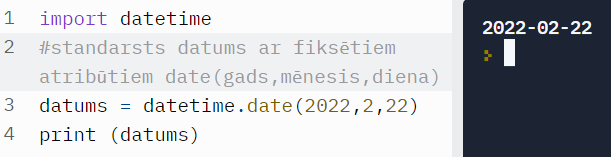 1 import datetime
2 #standarsts datums ar fiksētiem
atribūtiem date(gads,mēnesis,diena)
3 datums = datetime.date(2022,2,22)
4 print (datums)
2022-02-22
>